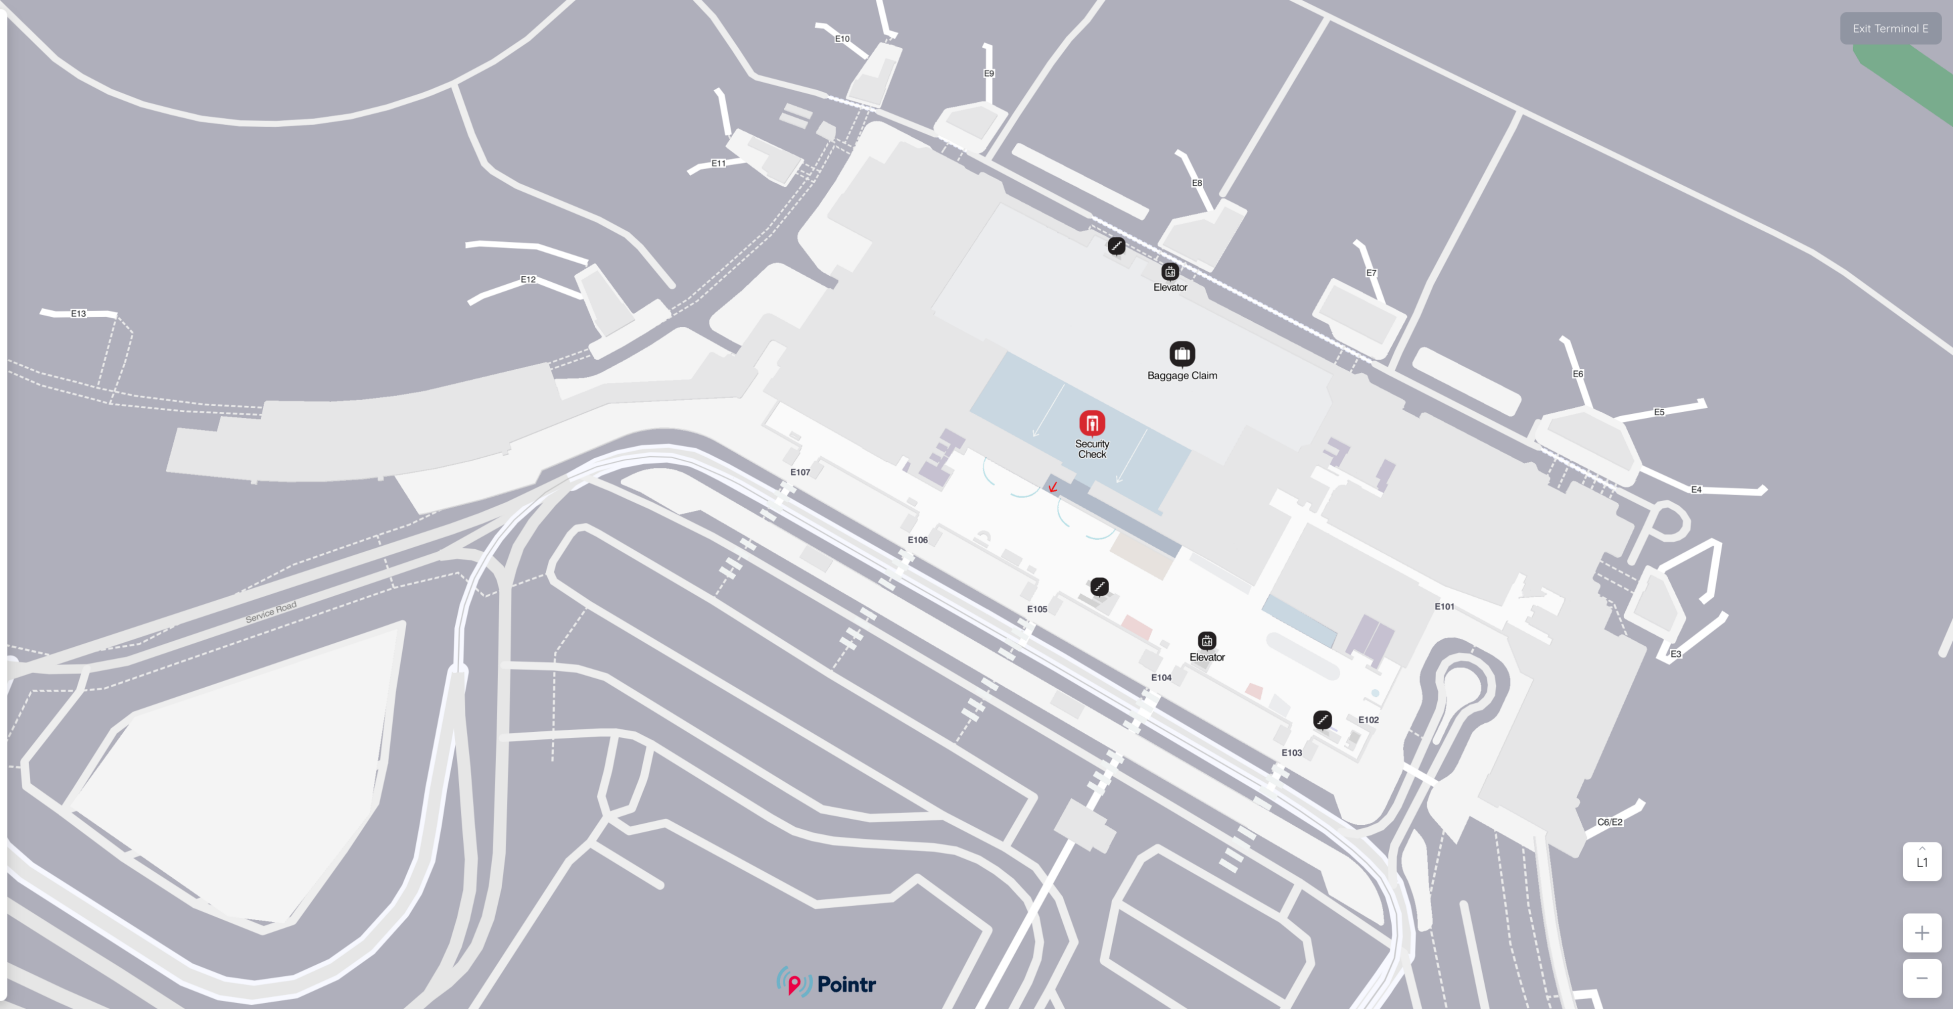 Exit Terminal E
E10
E9
E11
E8
E7
E12
Elevator
E13
Baggage Claim
E6
E5
Security
Check
E107
E4
E106
Service Road
E105
E101
E3
Elevator
E104
E102
E103
C6/E2
L1
Pointr